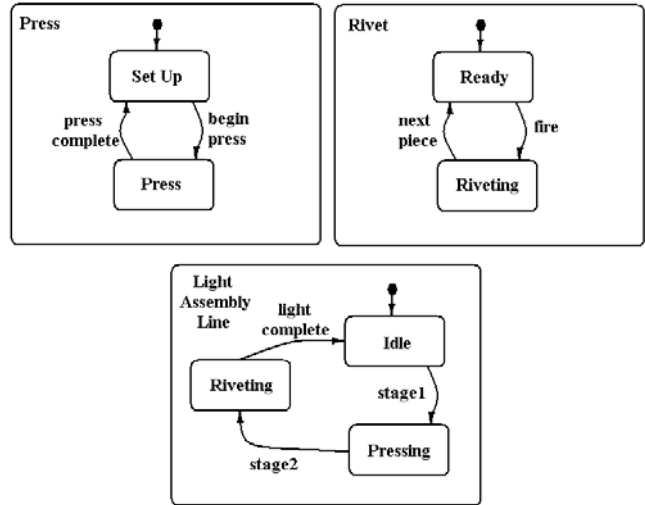 Press
Set Up
press
complete
begin
press
Press
Rivet
Ready
next
piece
fire
Riveting
Light
Assembly
Line
light
complete
Idle
Riveting
stage1
Pressing
stage2